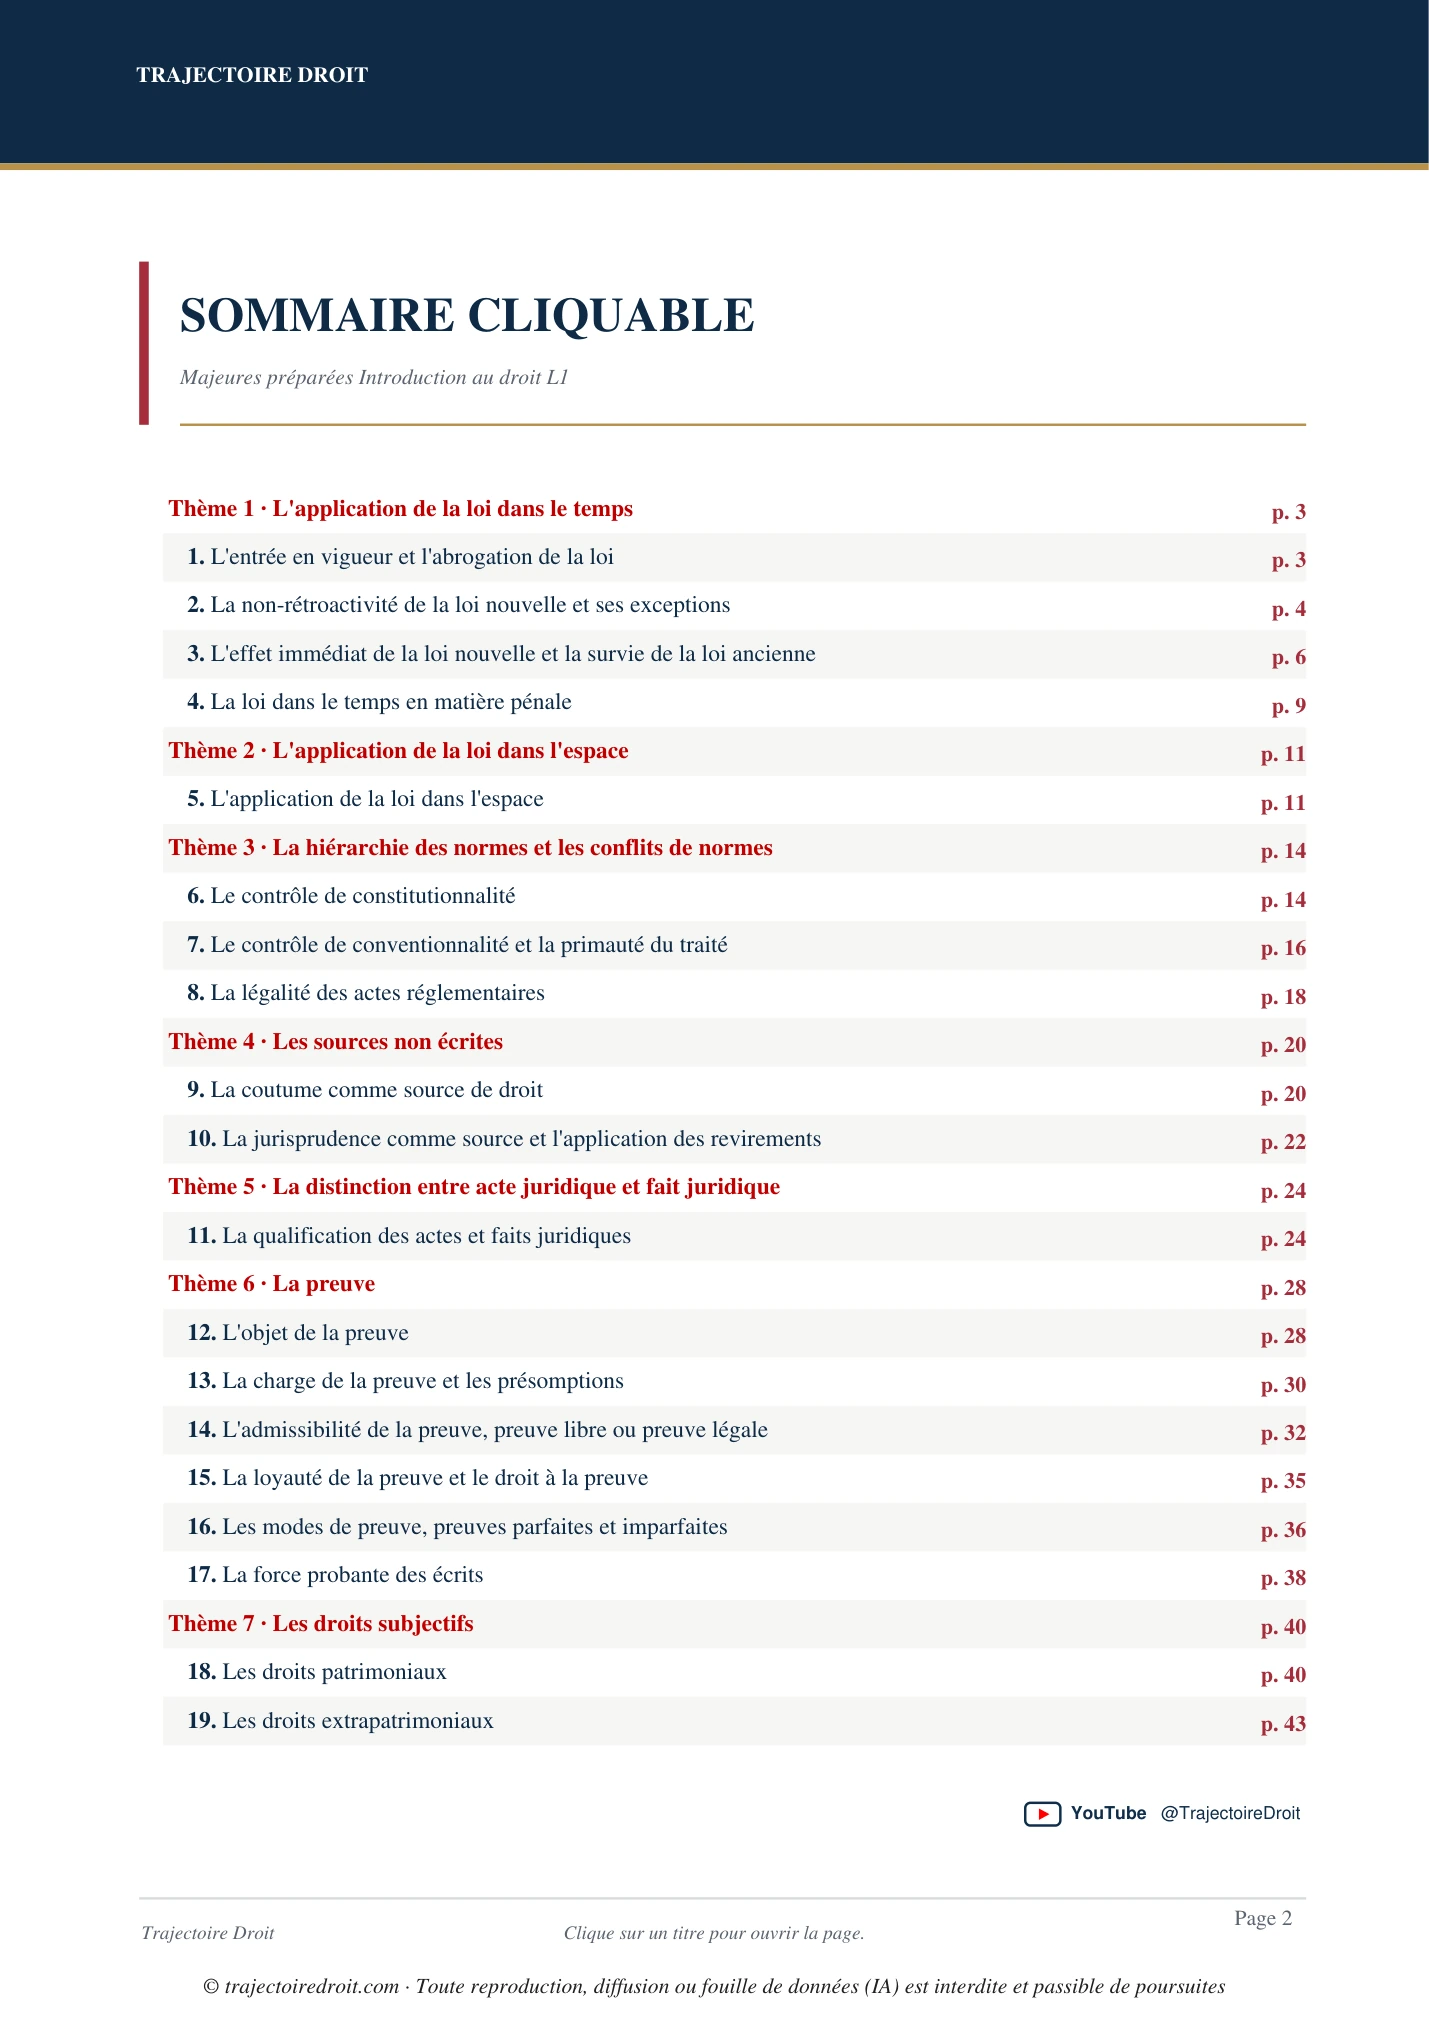 TRAJECTOIRE DROIT
SOMMAIRE CLIQUABLE
Majeures préparées Introduction au droit L1
Thème 1 · L'application de la loi dans le temps p. 3
1. L'entrée en vigueur et l'abrogation de la loi p. 3
2. La non-rétroactivité de la loi nouvelle et ses exceptions p. 4
3. L'effet immédiat de la loi nouvelle et la survie de la loi ancienne p. 6
4. La loi dans le temps en matière pénale p. 9
Thème 2 · L'application de la loi dans l'espace p. 11
5. L'application de la loi dans l'espace p. 11
Thème 3 · La hiérarchie des normes et les conflits de normes p. 14
6. Le contrôle de constitutionnalité p. 14
7. Le contrôle de conventionnalité et la primauté du traité p. 16
8. La légalité des actes réglementaires p. 18
Thème 4 · Les sources non écrites p. 20
9. La coutume comme source de droit p. 20
10. La jurisprudence comme source et l'application des revirements p. 22
Thème 5 · La distinction entre acte juridique et fait juridique p. 24
11. La qualification des actes et faits juridiques p. 24
Thème 6 · La preuve p. 28
12. L'objet de la preuve p. 28
13. La charge de la preuve et les présomptions p. 30
14. L'admissibilité de la preuve, preuve libre ou preuve légale p. 32
15. La loyauté de la preuve et le droit à la preuve p. 35
16. Les modes de preuve, preuves parfaites et imparfaites p. 36
17. La force probante des écrits p. 38
Thème 7 · Les droits subjectifs p. 40
18. Les droits patrimoniaux p. 40
19. Les droits extrapatrimoniaux p. 43
YouTube @TrajectoireDroit
Page 2
Trajectoire Droit Clique sur un titre pour ouvrir la page.
© trajectoiredroit.com · Toute reproduction, diffusion ou fouille de données (IA) est interdite et passible de poursuites